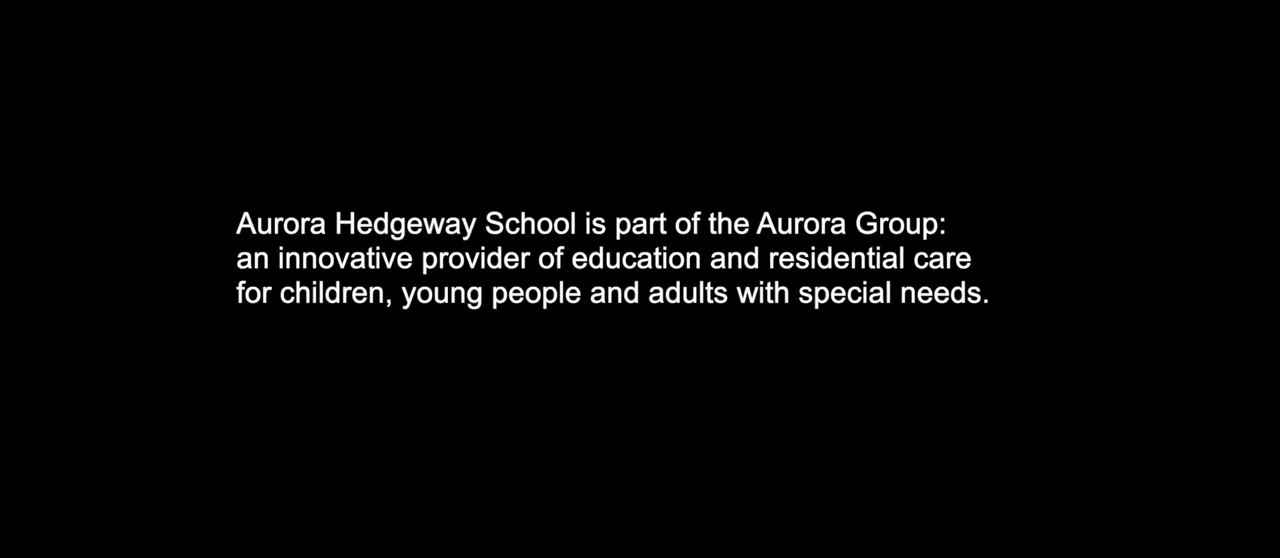 Aurora Hedgeway School is part of the Aurora Group:
an innovative provider of education and residential care
for children, young people and adults with special needs.